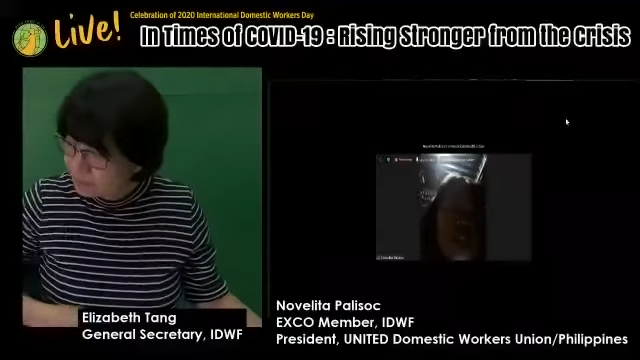 Live!
Celebration of 2020 International Domestic Workers Day
In Times of COVID-19 : Rising Stronger from the Crisis
Elizabeth Tang
General Secretary, IDWF
Novelita Palisoc
EXCO Member, IDWF
President, UNITED Domestic Workers Union/Philippines